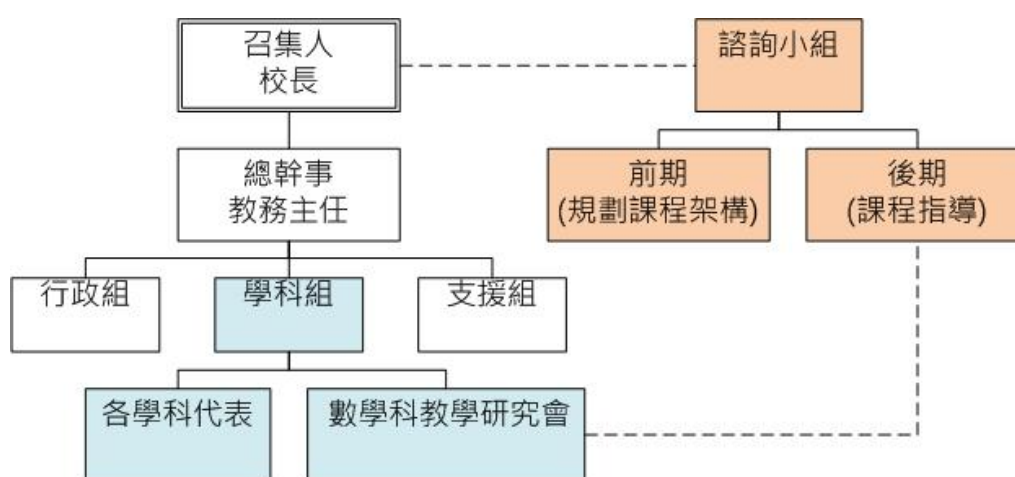 召集人
校長
諮詢小組
總幹事
教務主任
前期
(規劃課程架構)
後期
(課程指導)
行政組
學科組
支援組
各學科代表
數學科教學研究會